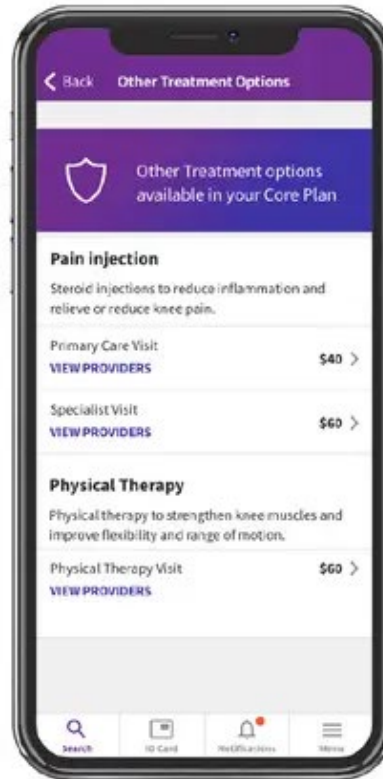 Back Other Treatment Options
Other Treatment options
available in your Core Plan
Pain injection
Steroid injections to reduce inflammation and
relieve or reduce knee pain.
Primary Care Visit
$40
VIEW PROVIDERS
Specialist Visit
$60
VIEW PROVIDERS
Physical Therapy
Physical therapy to strengthen knee muscles and
improve flexibility and range of motion.
Physical Therapy Visit
$60
VIEW PROVIDERS
Search ID Card Notifications Menu